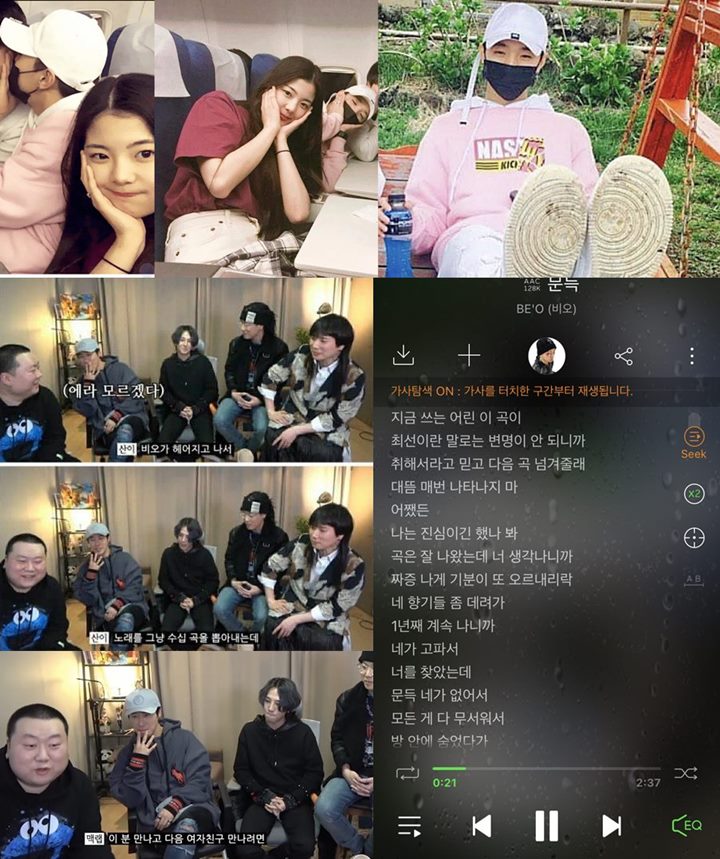 NASA
KICK
(에라 모르겠다)
산이 비오가 헤어지고 나서
산이 노래를 그냥 수십 곡을 뽑아내는데
맥랩 이 분 만나고 다음 여자친구 만나려면
AAC
128K
문득
BE'O (비오)
가사탐색 ON : 가사를 터치한 구간부터 재생됩니다.
지금 쓰는 어린 이 곡이
최선이란 말로는 변명이 안 되니까
취해서라고 믿고 다음 곡 넘겨줄래
대뜸 매번 나타나지 마
어쨌든
나는 진심이긴 했나 봐
곡은 잘 나왔는데 너 생각나니까
짜증 나게 기분이 또 오르내리락
네 향기들 좀 데려가
1년째 계속 나니까
네가 고파서
너를 찾았는데
문득 네가 없어서
모든 게 다 무서워서
방 안에 숨었다가
Seek
X2
A B
0:21
2:37
EQ